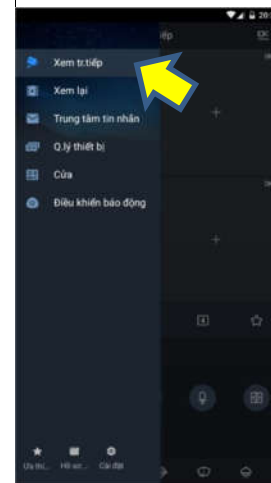 20:
Xem tr.tiếp
Xem lại
Trung tâm tin nhắn
Q.lý thiết bị
Cửa
Điều khiển báo động
Cài đặt